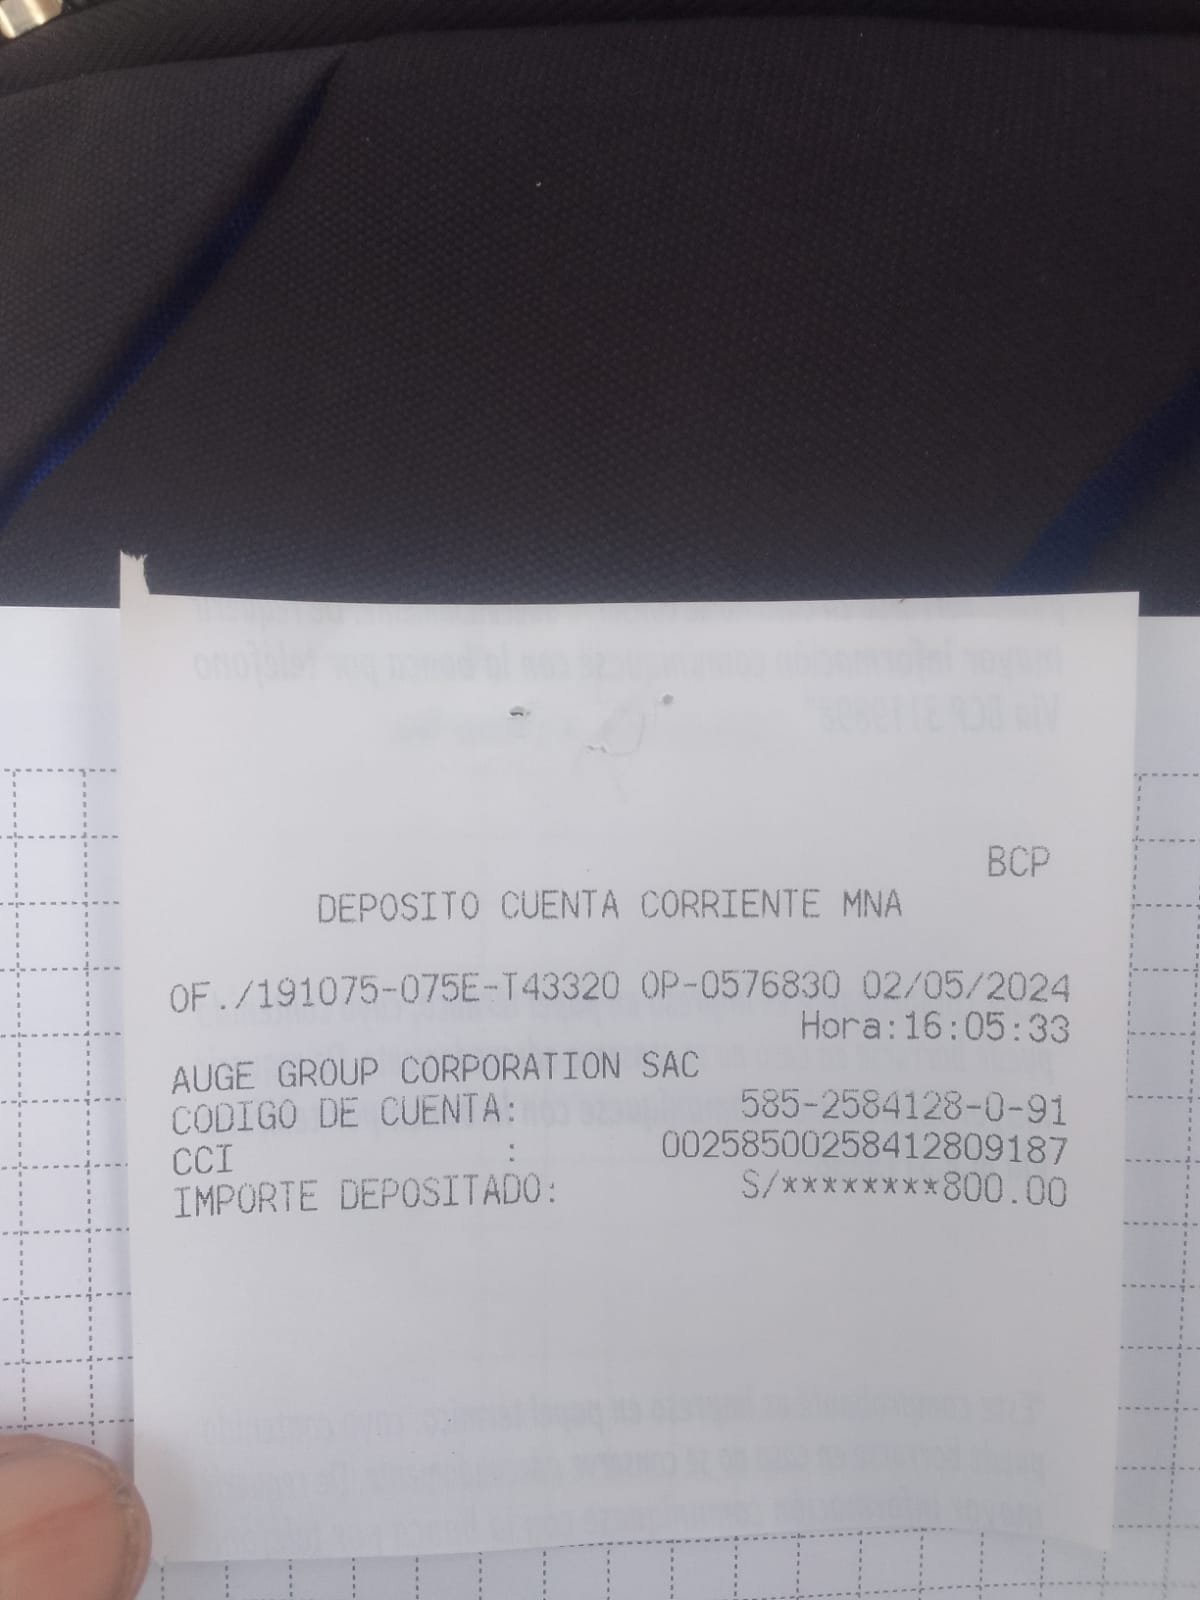 BCP
DEPOSITO CUENTA CORRIENTE MNA
OF./191075-075E-T43320 OP-0576830 02/05/2024
Hora:16:05:33
AUGE GROUP CORPORATION SAC
CODIGO DE CUENTA: 585-2584128-0-91
CCI : 00258500258412809187
IMPORTE DEPOSITADO: S/********800.00